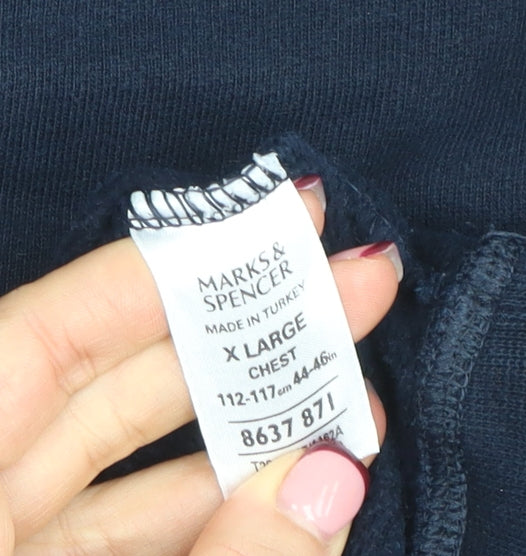 MARKS &
SPENCER
MADE IN TURKEY
X LARGE
CHEST
112-117cm 44-46in
8637 871